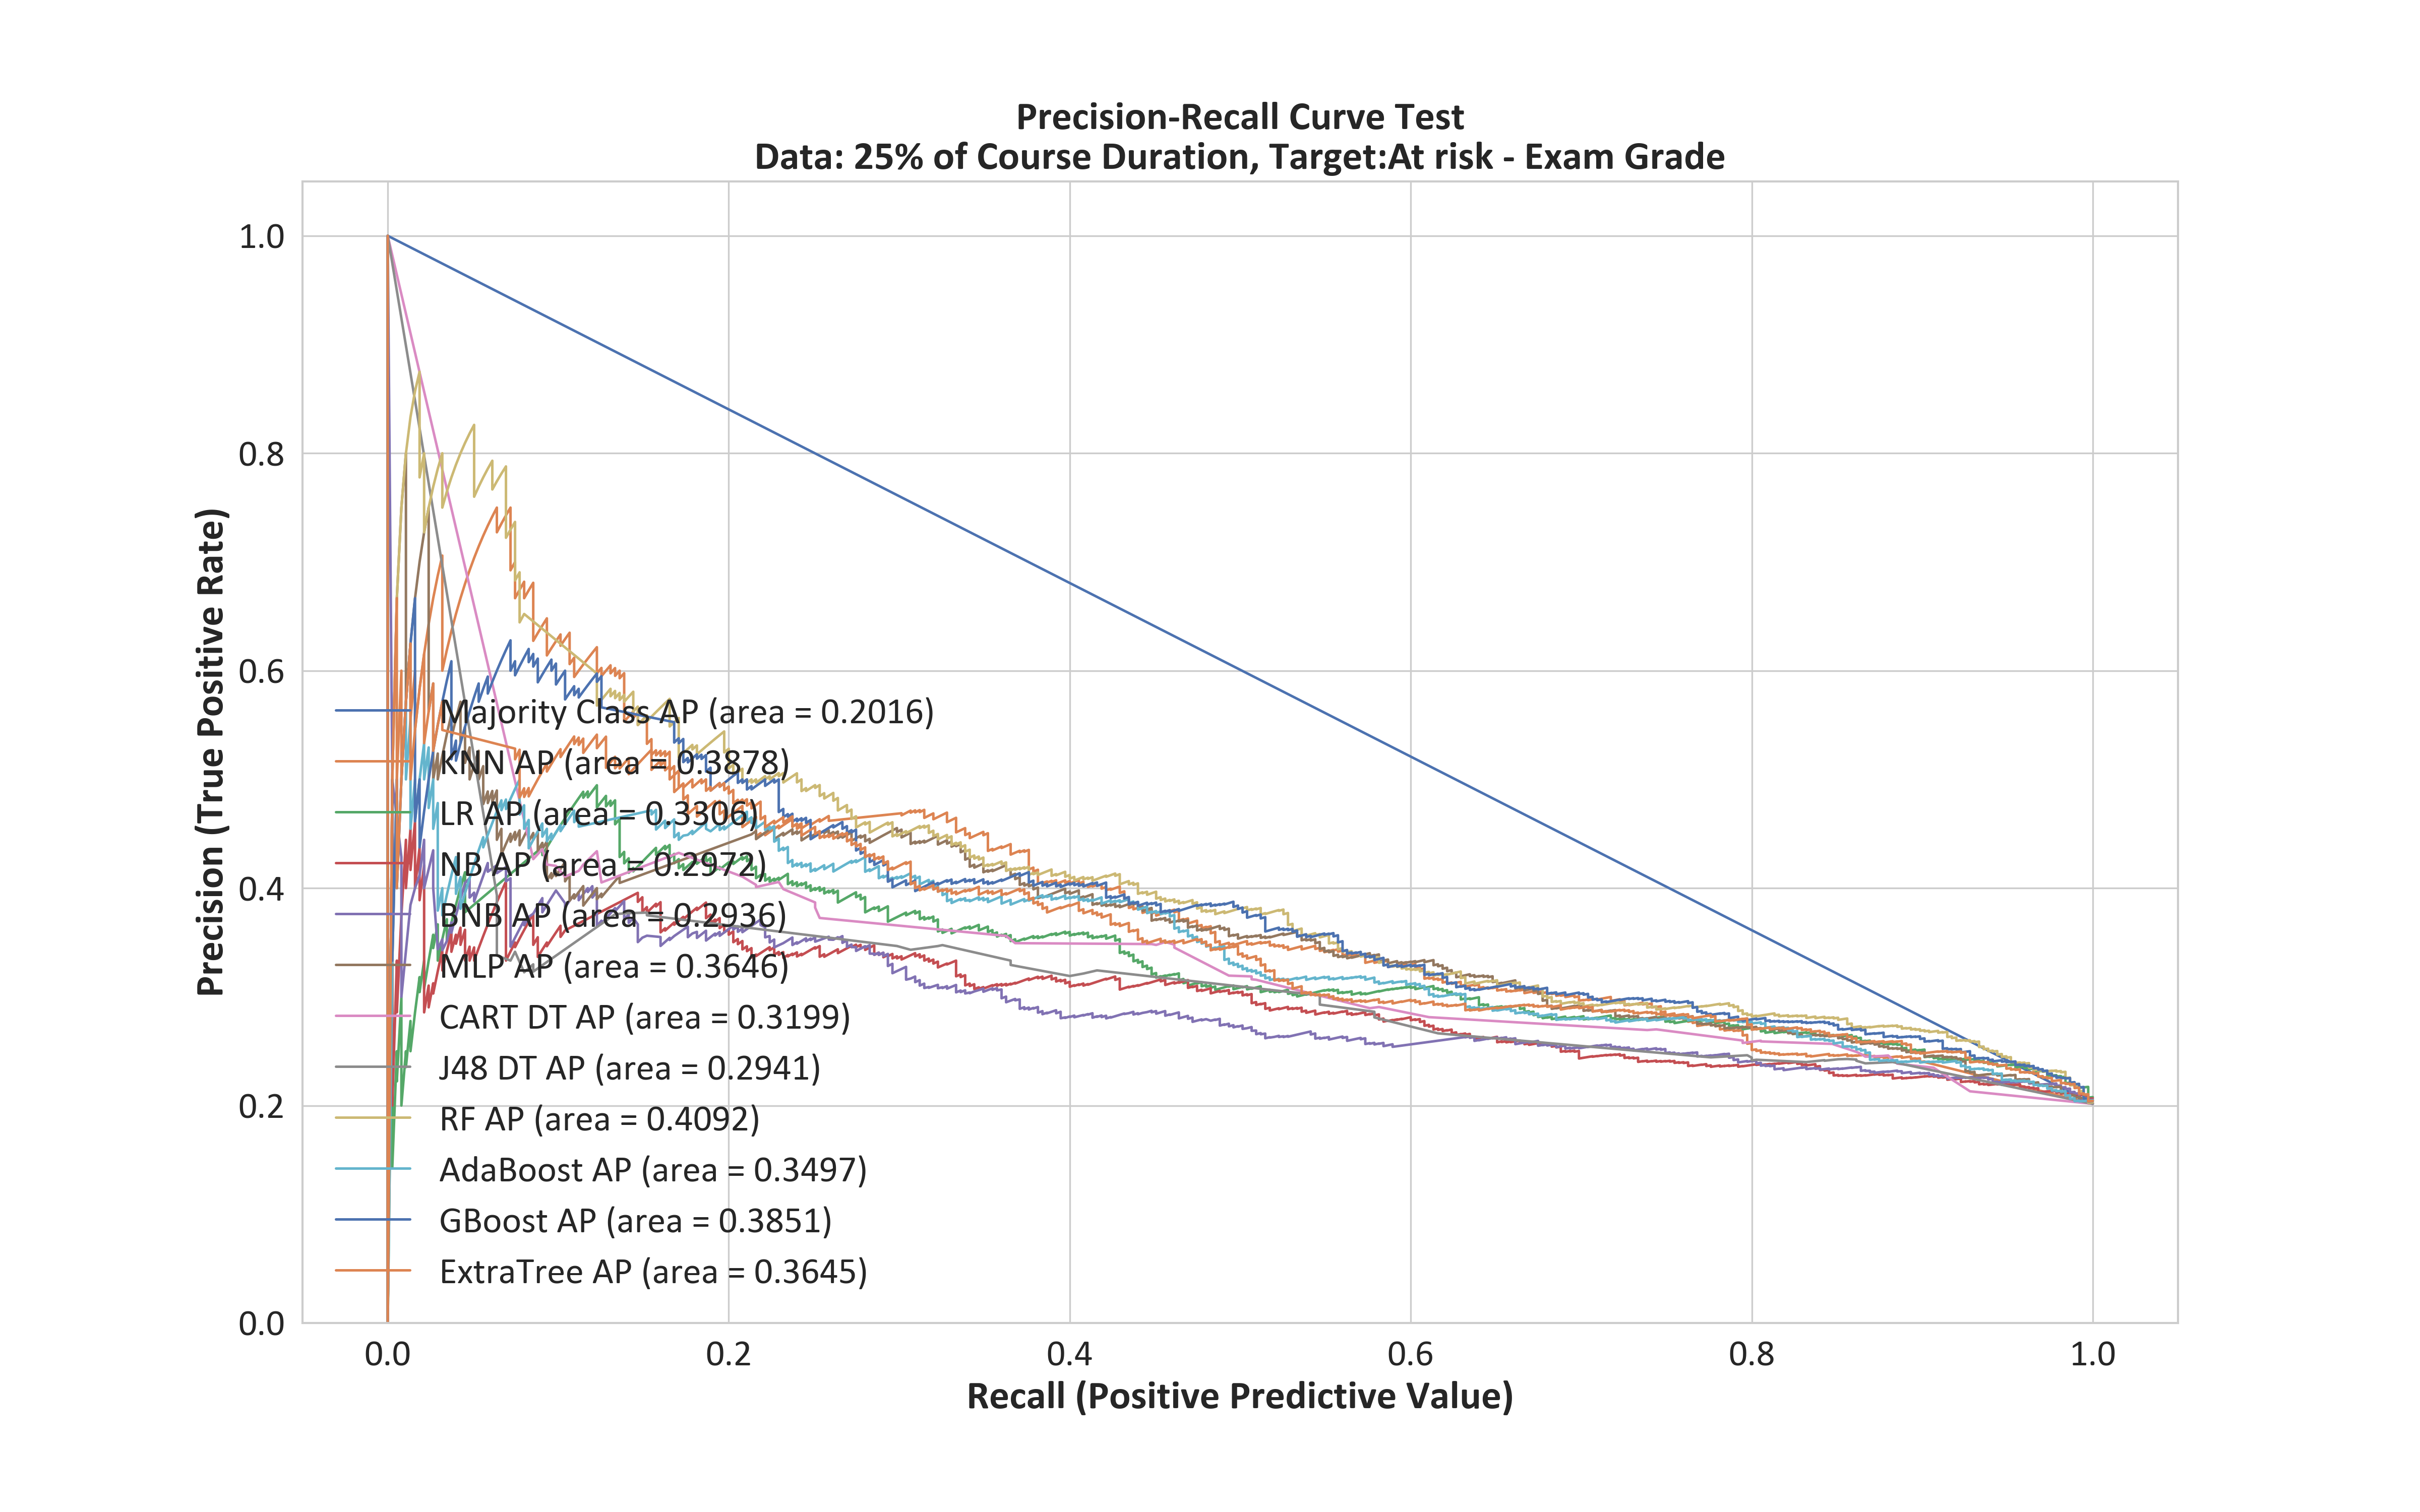 Precision-Recall Curve Test
Data: 25% of Course Duration, Target:At risk - Exam Grade
Precision (True Positive Rate)
1.0
0.8
0.6
0.4
0.2
0.0
Majority Class AP (area = 0.2016)
KNN AP (area = 0.3878)
LR AP (area = 0.3306)
NB AP (area = 0.2972)
BNB AP (area = 0.2936)
MLP AP (area = 0.3646)
CART DT AP (area = 0.3199)
J48 DT AP (area = 0.2941)
RF AP (area = 0.4092)
AdaBoost AP (area = 0.3497)
GBoost AP (area = 0.3851)
ExtraTree AP (area = 0.3645)
0.0 0.2 0.4 0.6 0.8 1.0
Recall (Positive Predictive Value)